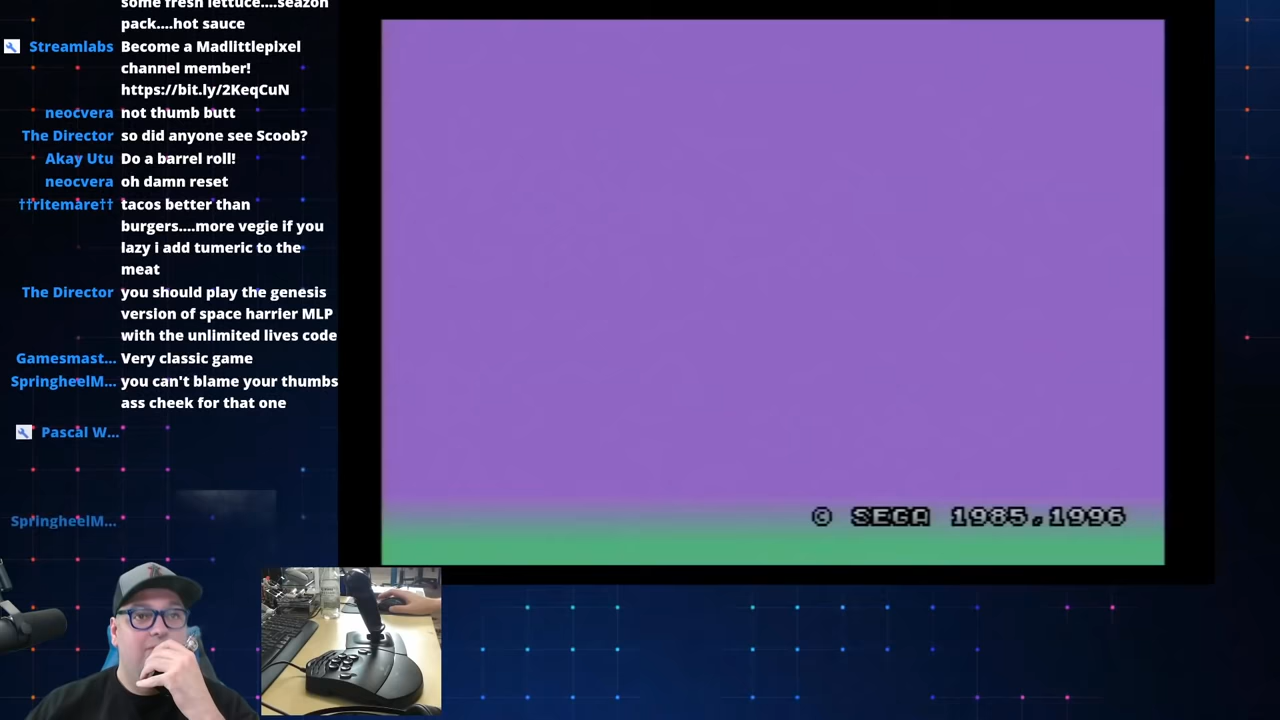 some fresh lettuce....seazon
pack....hot sauce
Streamlabs Become a Madlittlepixel
channel member!
https://bit.ly/2KeqCuN
neocvera not thumb butt
The Director so did anyone see Scoob?
Akay Utu Do a barrel roll!
neocvera oh damn reset
††rItemare†† tacos better than
burgers....more vegie if you
lazy i add tumeric to the
meat
The Director you should play the genesis
version of space harrier MLP
with the unlimited lives code
Gamesmast... Very classic game
SpringheelM... you can't blame your thumbs
ass cheek for that one
Pascal W...
SpringheelM...
© SEGA 1985,1996